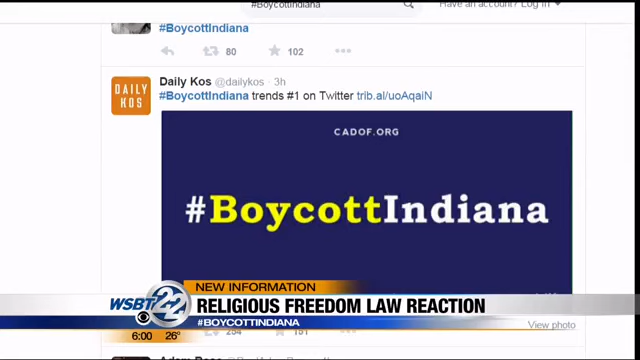 #BoycottIndiana
Have an account? Log in
#BoycottIndiana
80
102
Daily Kos @dailykos · 3h
#BoycottIndiana trends #1 on Twitter trib.al/uoAqaiN
DAILY KOS
CADOF.ORG
#BoycottIndiana
NEW INFORMATION
RELIGIOUS FREEDOM LAW REACTION
WSBT 22
#BOYCOTTINDIANA
6:00 26°
254
151
View photo